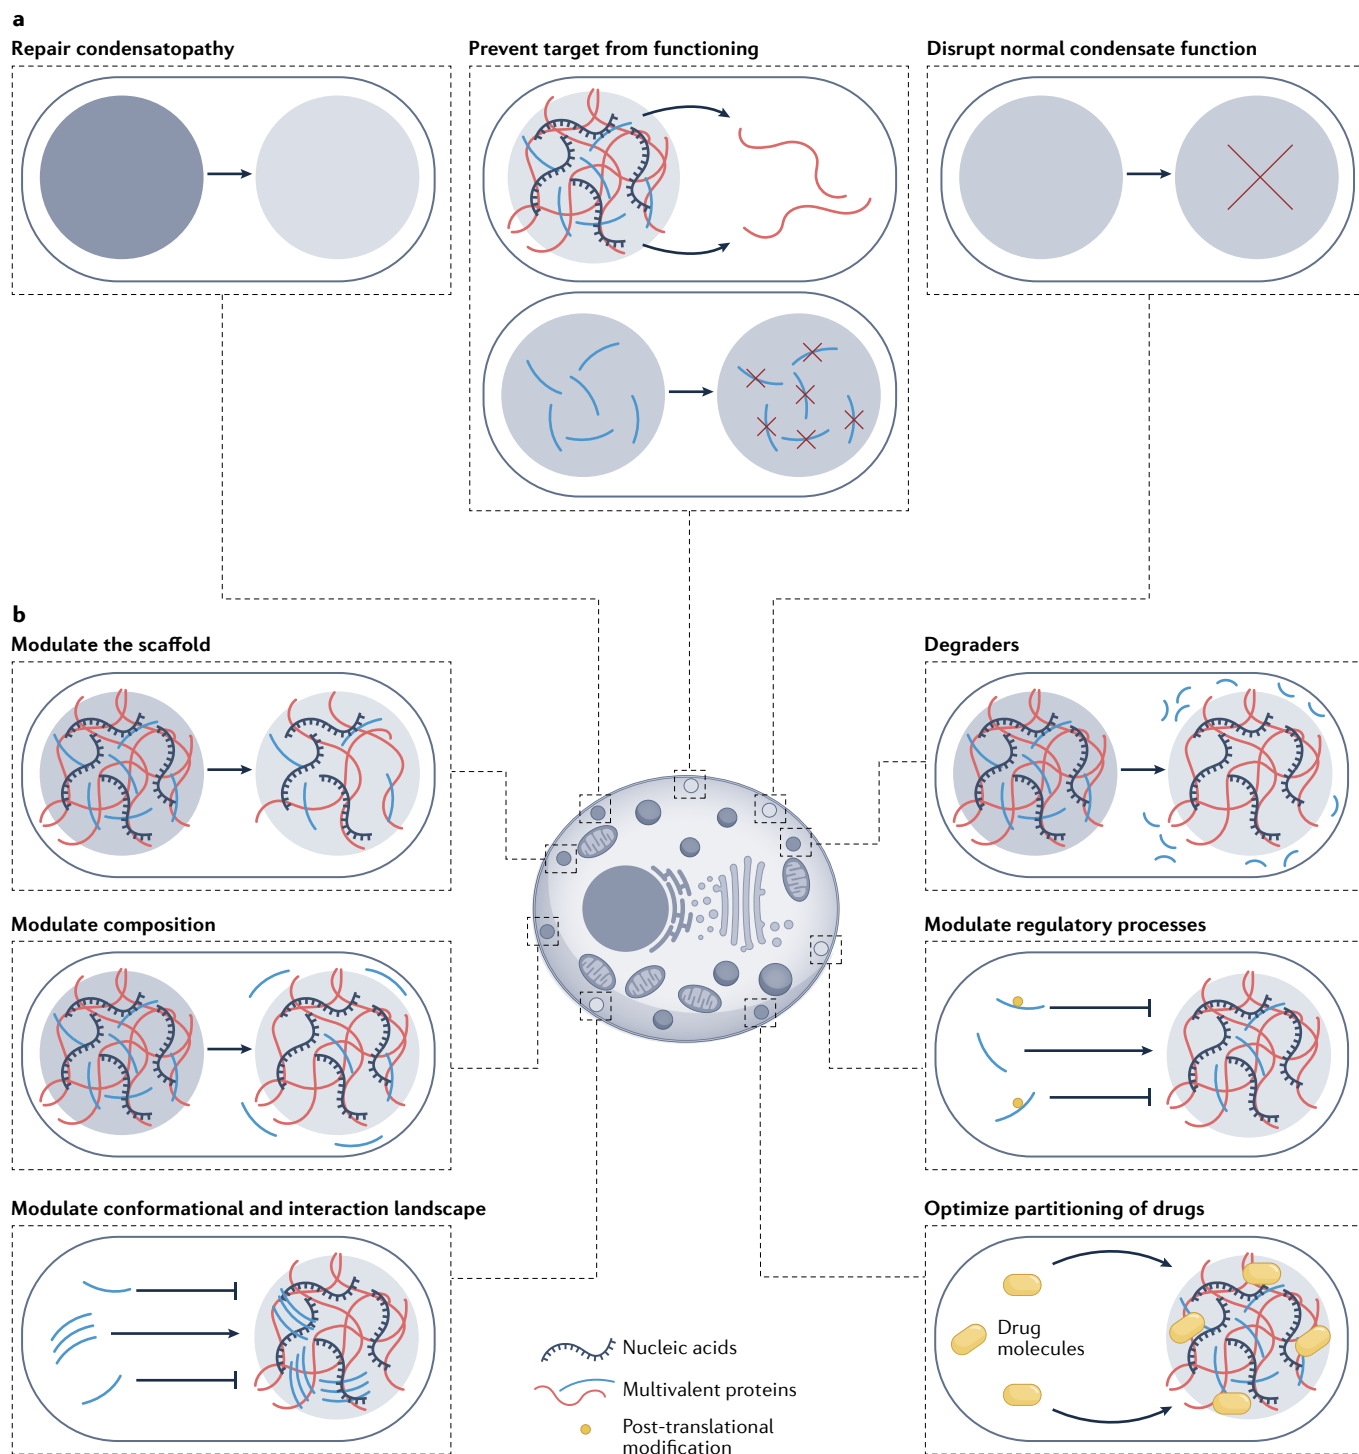 a
Repair condensatopathy
Prevent target from functioning
Disrupt normal condensate function
b
Modulate the scaffold
Degraders
Modulate composition
Modulate regulatory processes
Modulate conformational and interaction landscape
Optimize partitioning of drugs
Drug
molecules
Nucleic acids
Multivalent proteins
Post-translational
modification